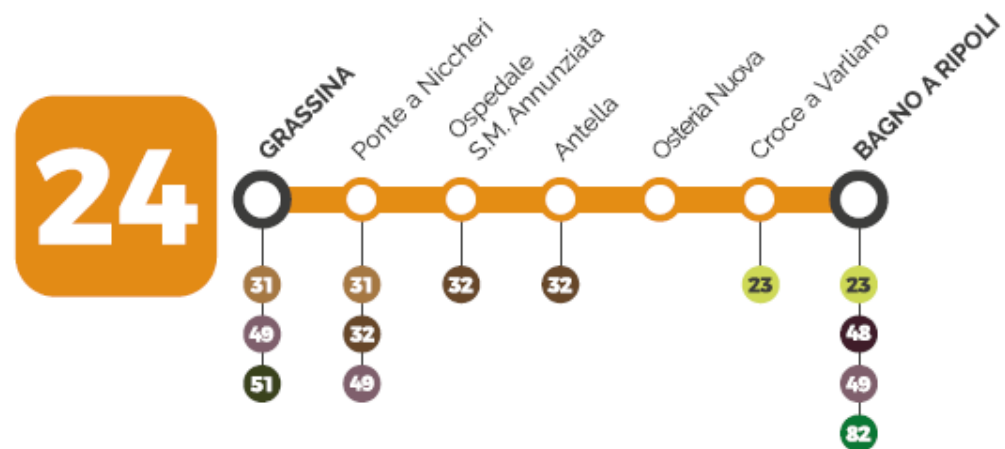 24
GRASSINA
Ponte a Niccheri
Ospedale
S.M. Annunziata
Antella
Osteria Nuova
Croce a Varliano
BAGNO A RIPOLI
31
49
51
31
32
49
32
32
23
23
48
49
82